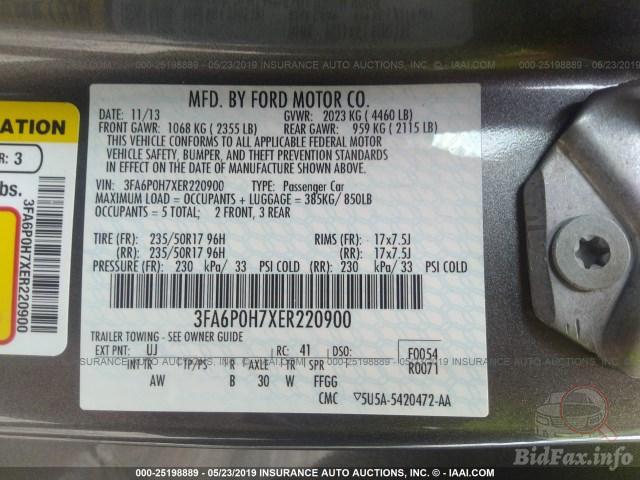 000-25198889 - 05/23/2019 INSURANCE AUTO AUCTIONS, INC. - IAAI.COM
MFD. BY FORD MOTOR CO.
DATE: 11/13 GVWR: 2023 KG ( 4460 LB)
FRONT GAWR: 1068 KG ( 2355 LB) REAR GAWR: 959 KG ( 2115 LB)
THIS VEHICLE CONFORMS TO ALL APPLICABLE FEDERAL MOTOR
VEHICLE SAFETY, BUMPER, AND THEFT PREVENTION STANDARDS
IN EFFECT ON THE DATE OF MANUFACTURE SHOWN ABOVE.
VIN: 3FA6P0H7XER220900 TYPE: Passenger Car
MAXIMUM LOAD = OCCUPANTS + LUGGAGE = 385KG/ 850LB
OCCUPANTS = 5 TOTAL; 2 FRONT, 3 REAR
TIRE (FR): 235/50R17 96H RIMS (FR): 17x7.5J
(RR): 235/50R17 96H (RR): 17x7.5J
PRESSURE (FR): 230 kPa/ 33 PSI COLD (RR): 230 kPa/ 33 PSI COLD
3FA6P0H7XER220900
TRAILER TOWING - SEE OWNER GUIDE
EXT PNT: UJ RC: 41 DSO: F0054
INT TR TP/PS R AXLE TR SPR R0071
AW B 30 W FFGG
CMC ▽5U5A-5420472-AA
ATION
R: 3
bs.
3FA6P0H7XER220900
000-25198889 - 05/23/2019 INSURANCE AUTO AUCTIONS, INC. - IAAI.COM
BidFax.info